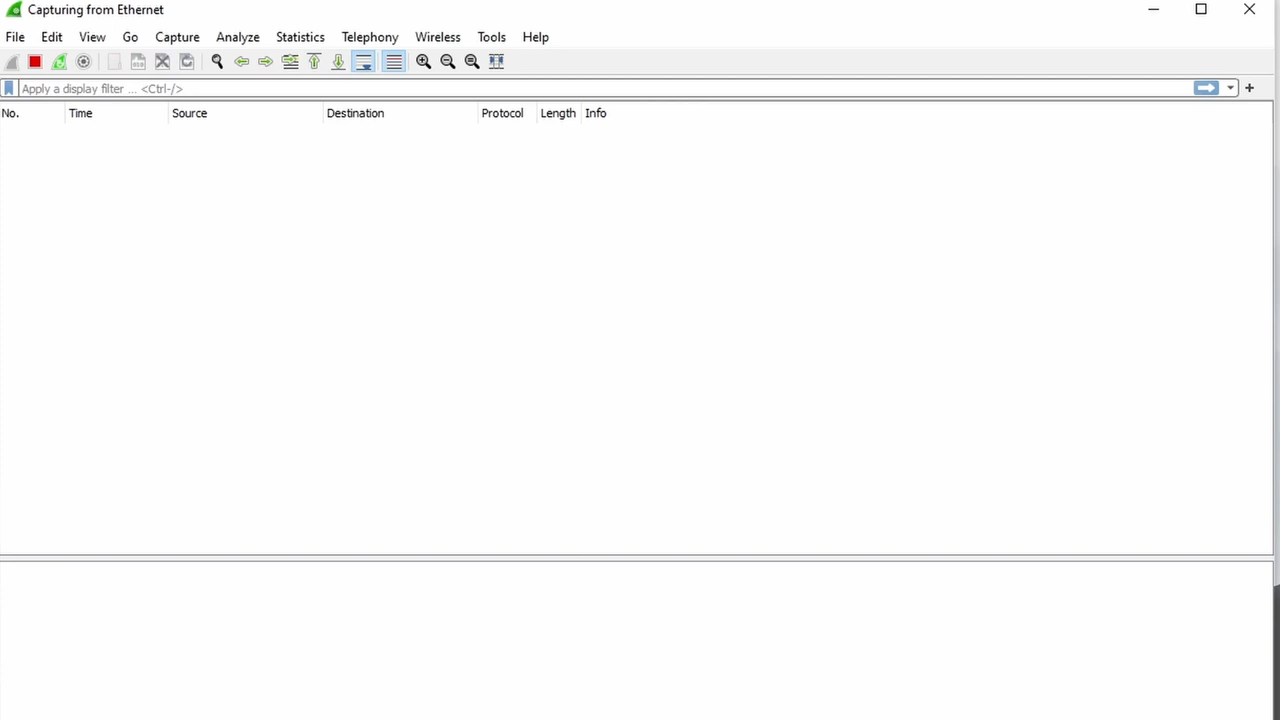 Capturing from Ethernet
File Edit View Go Capture Analyze Statistics Telephony Wireless Tools Help
Apply a display filter ... <Ctrl-/>
No. Time Source Destination Protocol Length Info